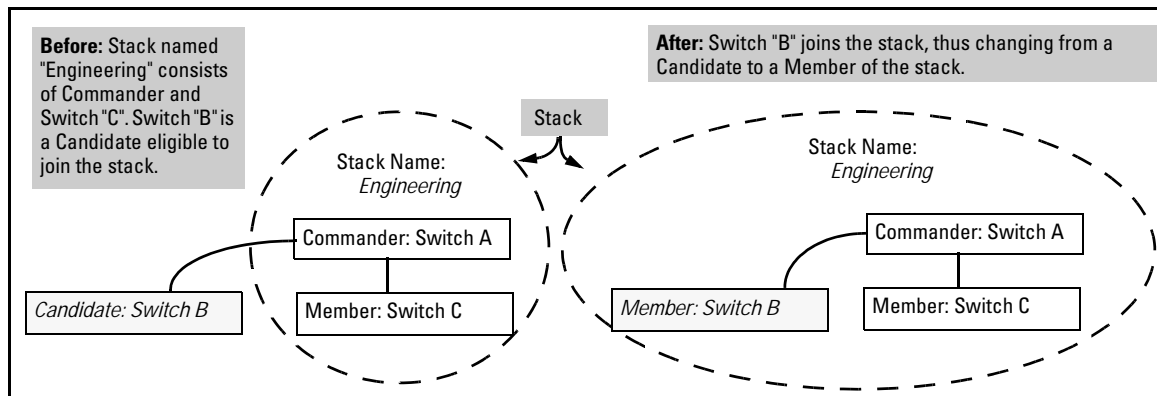 Before: Stack named
"Engineering" consists
of Commander and
Switch "C". Switch "B" is
a Candidate eligible to
join the stack.
After: Switch "B" joins the stack, thus changing from a
Candidate to a Member of the stack.
Stack
Stack Name:
Engineering
Commander: Switch A
Candidate: Switch B
Member: Switch C
Stack Name:
Engineering
Commander: Switch A
Member: Switch B
Member: Switch C